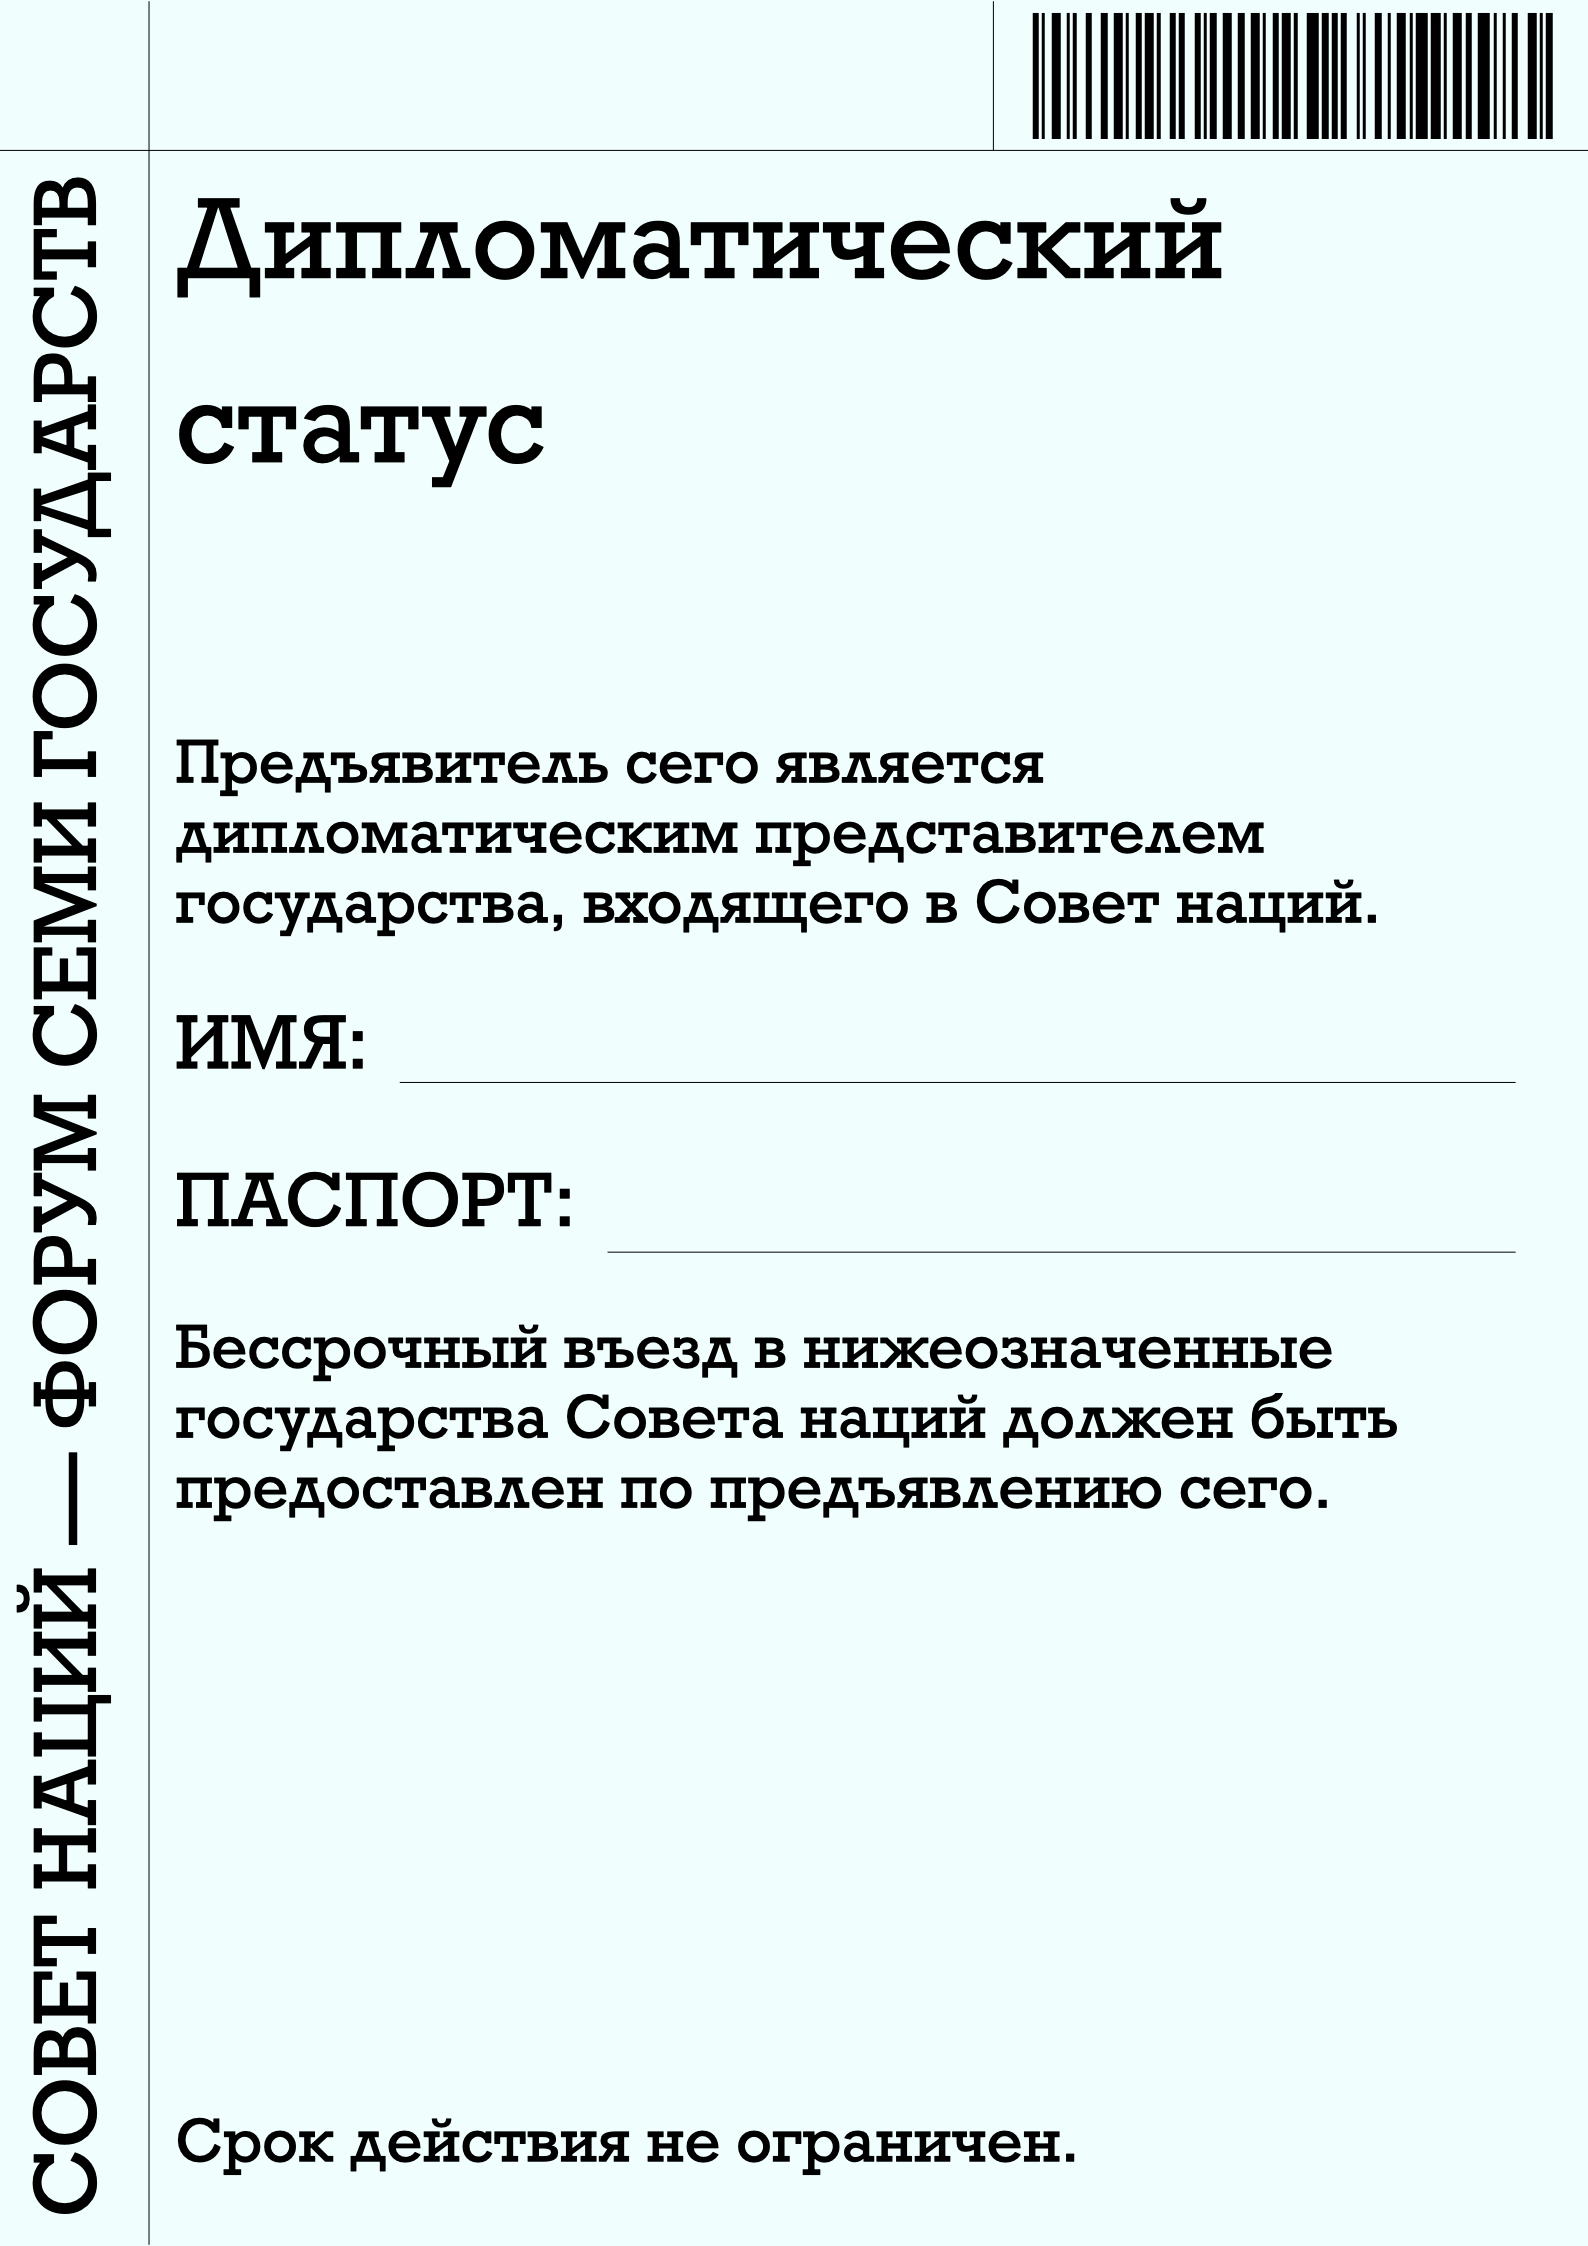 СОВЕТ НАЦИЙ — ФОРУМ СЕМИ ГОСУДАРСТВ
Дипломатический
статус
Предъявитель сего является
дипломатическим представителем
государства, входящего в Совет наций.
ИМЯ:
ПАСПОРТ:
Бессрочный въезд в нижеозначенные
государства Совета наций должен быть
предоставлен по предъявлению сего.
Срок действия не ограничен.